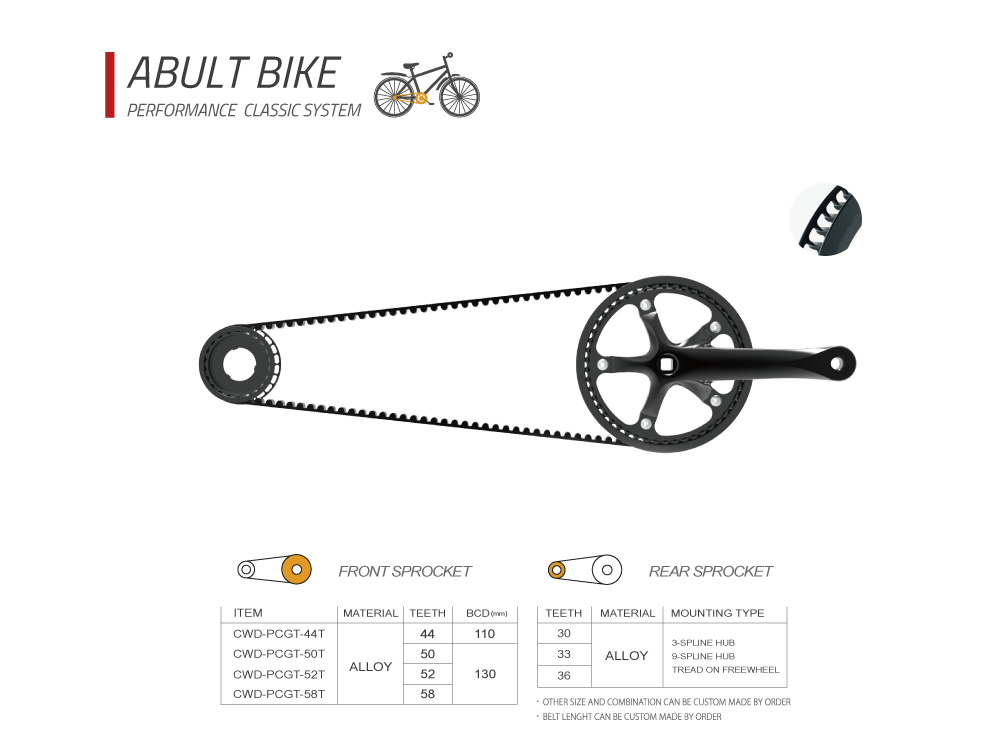 ABULT BIKE
PERFORMANCE CLASSIC SYSTEM
FRONT SPROCKET
ITEM MATERIAL TEETH BCD(mm)
CWD-PCGT-44T 44 110
CWD-PCGT-50T 50
ALLOY
CWD-PCGT-52T 52 130
CWD-PCGT-58T 58
REAR SPROCKET
TEETH MATERIAL MOUNTING TYPE
30
33
36
ALLOY
3-SPLINE HUB
9-SPLINE HUB
TREAD ON FREEWHEEL
· OTHER SIZE AND COMBINATION CAN BE CUSTOM MADE BY ORDER
· BELT LENGHT CAN BE CUSTOM MADE BY ORDER